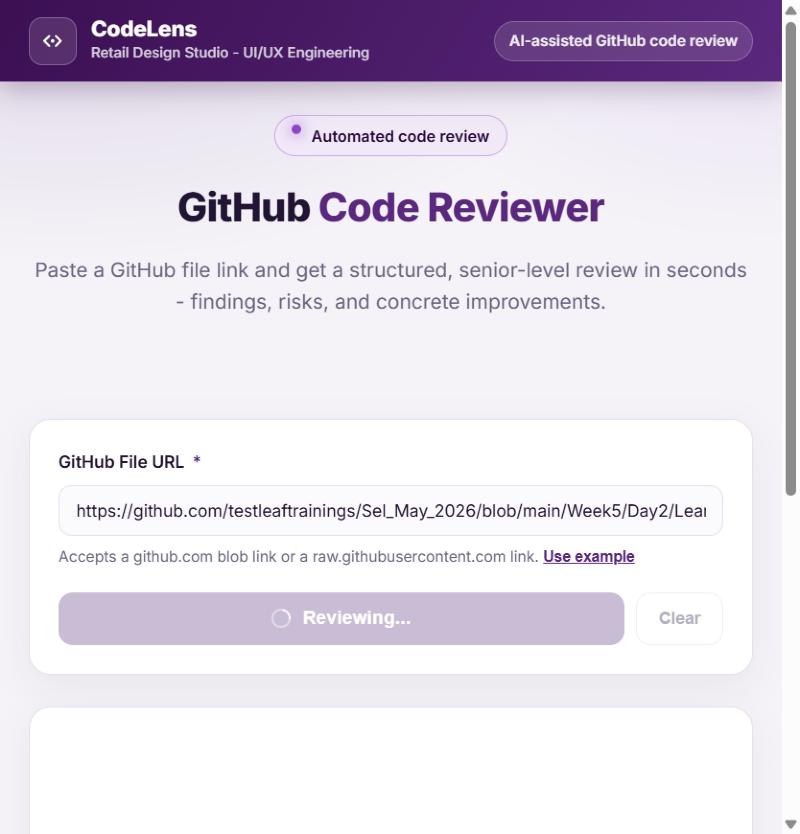 CodeLens
Retail Design Studio - UI/UX Engineering
AI-assisted GitHub code review
Automated code review
GitHub Code Reviewer
Paste a GitHub file link and get a structured, senior-level review in seconds
- findings, risks, and concrete improvements.
GitHub File URL *
https://github.com/testleaftrainings/Sel_May_2026/blob/main/Week5/Day2/Lear
Accepts a github.com blob link or a raw.githubusercontent.com link. Use example
Reviewing...
Clear